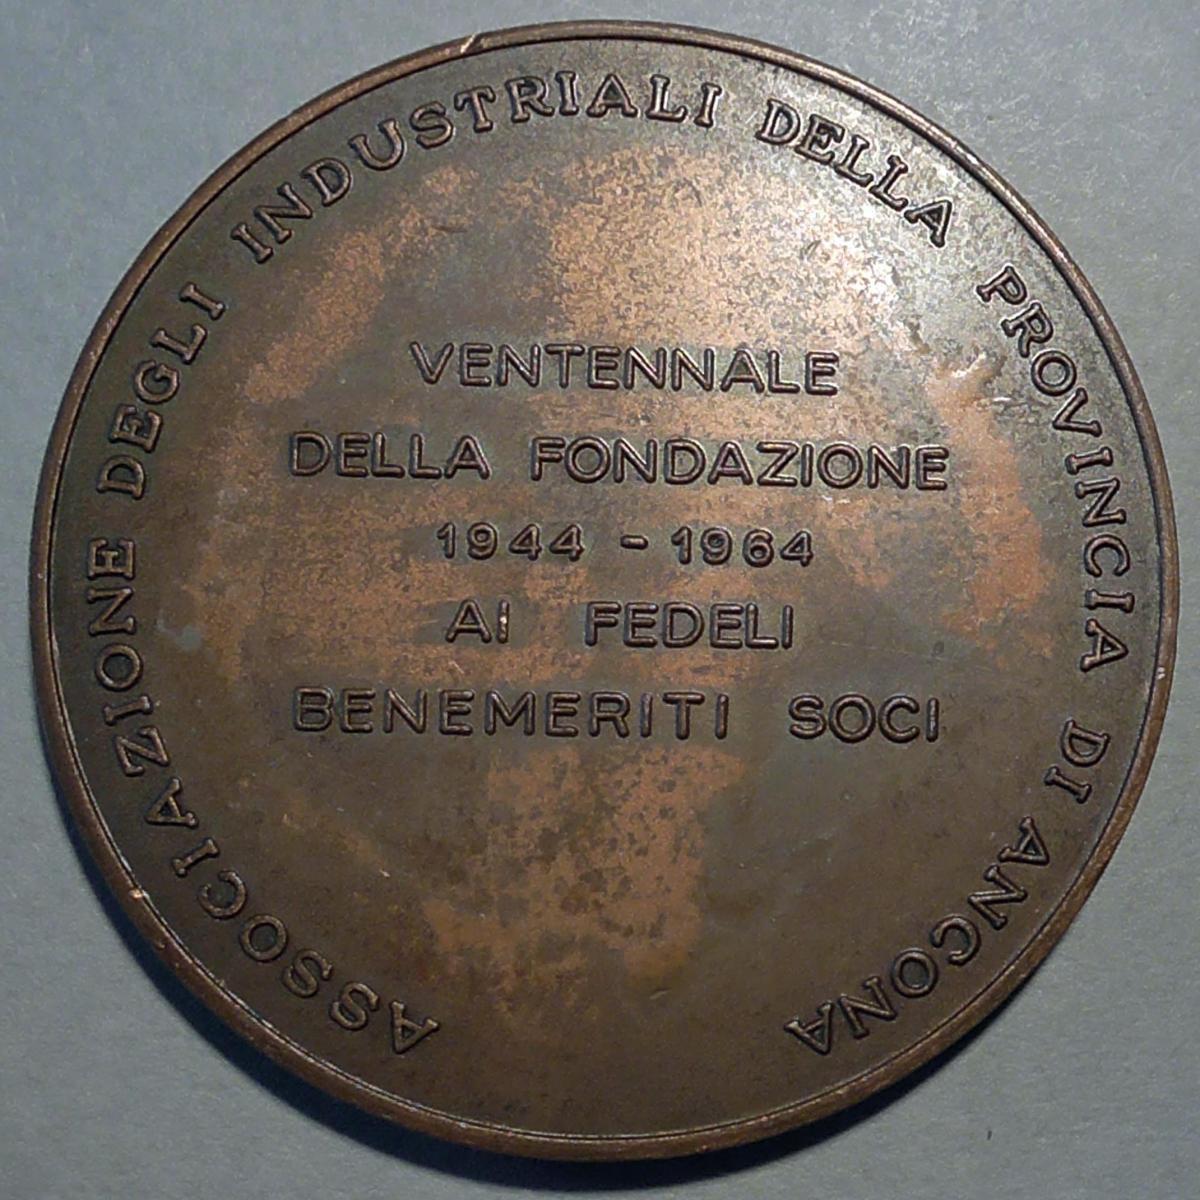 ASSOCIAZIONE DEGLI INDUSTRIALI DELLA PROVINCIA DI ANCONA
VENTENNALE
DELLA FONDAZIONE
1944 - 1964
AI FEDELI
BENEMERITI SOCI